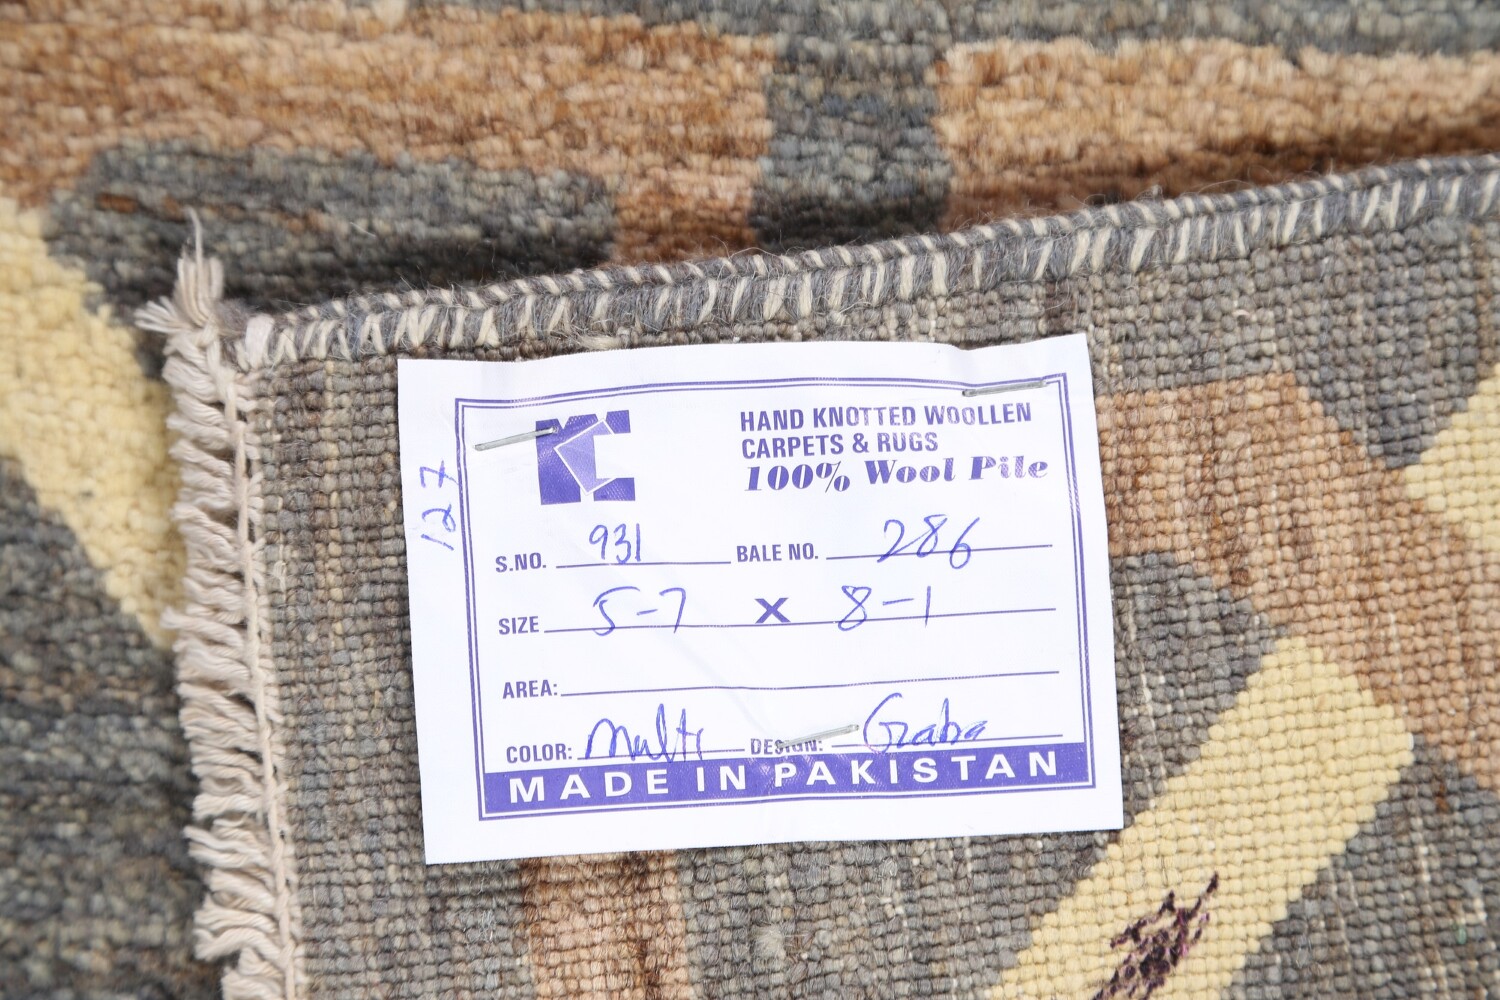 HAND KNOTTED WOOLLEN
CARPETS & RUGS
100% Wool Pile
127
S.NO. 931 BALE NO. 286
SIZE 5-7 X 8-1
AREA:
COLOR: Multi DESIGN: Graba
MADE IN PAKISTAN